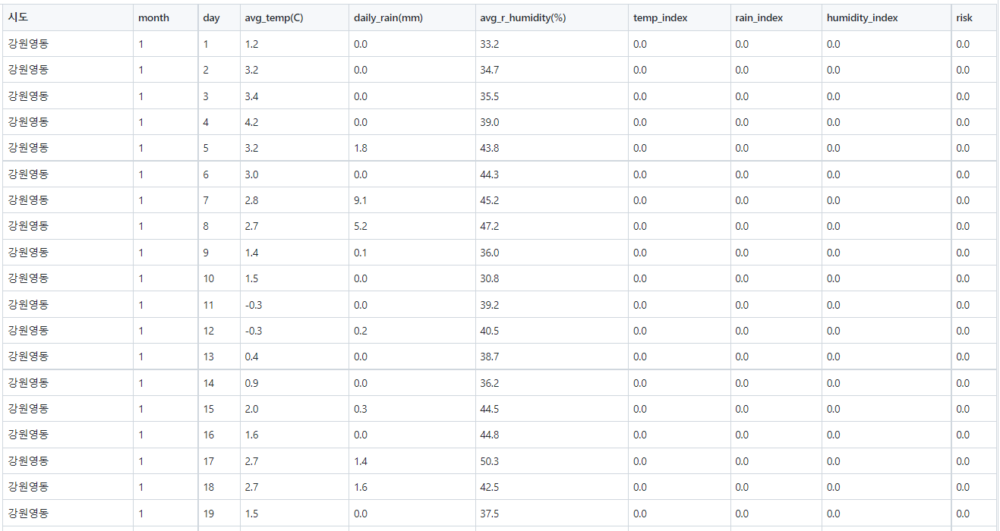 시도 month day avg_temp(C) daily_rain(mm) avg_r_humidity(%) temp_index rain_index humidity_index risk
강원영동 1 1 1.2 0.0 33.2 0.0 0.0 0.0 0.0
강원영동 1 2 3.2 0.0 34.7 0.0 0.0 0.0 0.0
강원영동 1 3 3.4 0.0 35.5 0.0 0.0 0.0 0.0
강원영동 1 4 4.2 0.0 39.0 0.0 0.0 0.0 0.0
강원영동 1 5 3.2 1.8 43.8 0.0 0.0 0.0 0.0
강원영동 1 6 3.0 0.0 44.3 0.0 0.0 0.0 0.0
강원영동 1 7 2.8 9.1 45.2 0.0 0.0 0.0 0.0
강원영동 1 8 2.7 5.2 47.2 0.0 0.0 0.0 0.0
강원영동 1 9 1.4 0.1 36.0 0.0 0.0 0.0 0.0
강원영동 1 10 1.5 0.0 30.8 0.0 0.0 0.0 0.0
강원영동 1 11 -0.3 0.0 39.2 0.0 0.0 0.0 0.0
강원영동 1 12 -0.3 0.2 40.5 0.0 0.0 0.0 0.0
강원영동 1 13 0.4 0.0 38.7 0.0 0.0 0.0 0.0
강원영동 1 14 0.9 0.0 36.2 0.0 0.0 0.0 0.0
강원영동 1 15 2.0 0.3 44.5 0.0 0.0 0.0 0.0
강원영동 1 16 1.6 0.0 44.8 0.0 0.0 0.0 0.0
강원영동 1 17 2.7 1.4 50.3 0.0 0.0 0.0 0.0
강원영동 1 18 2.7 1.6 42.5 0.0 0.0 0.0 0.0
강원영동 1 19 1.5 0.0 37.5 0.0 0.0 0.0 0.0